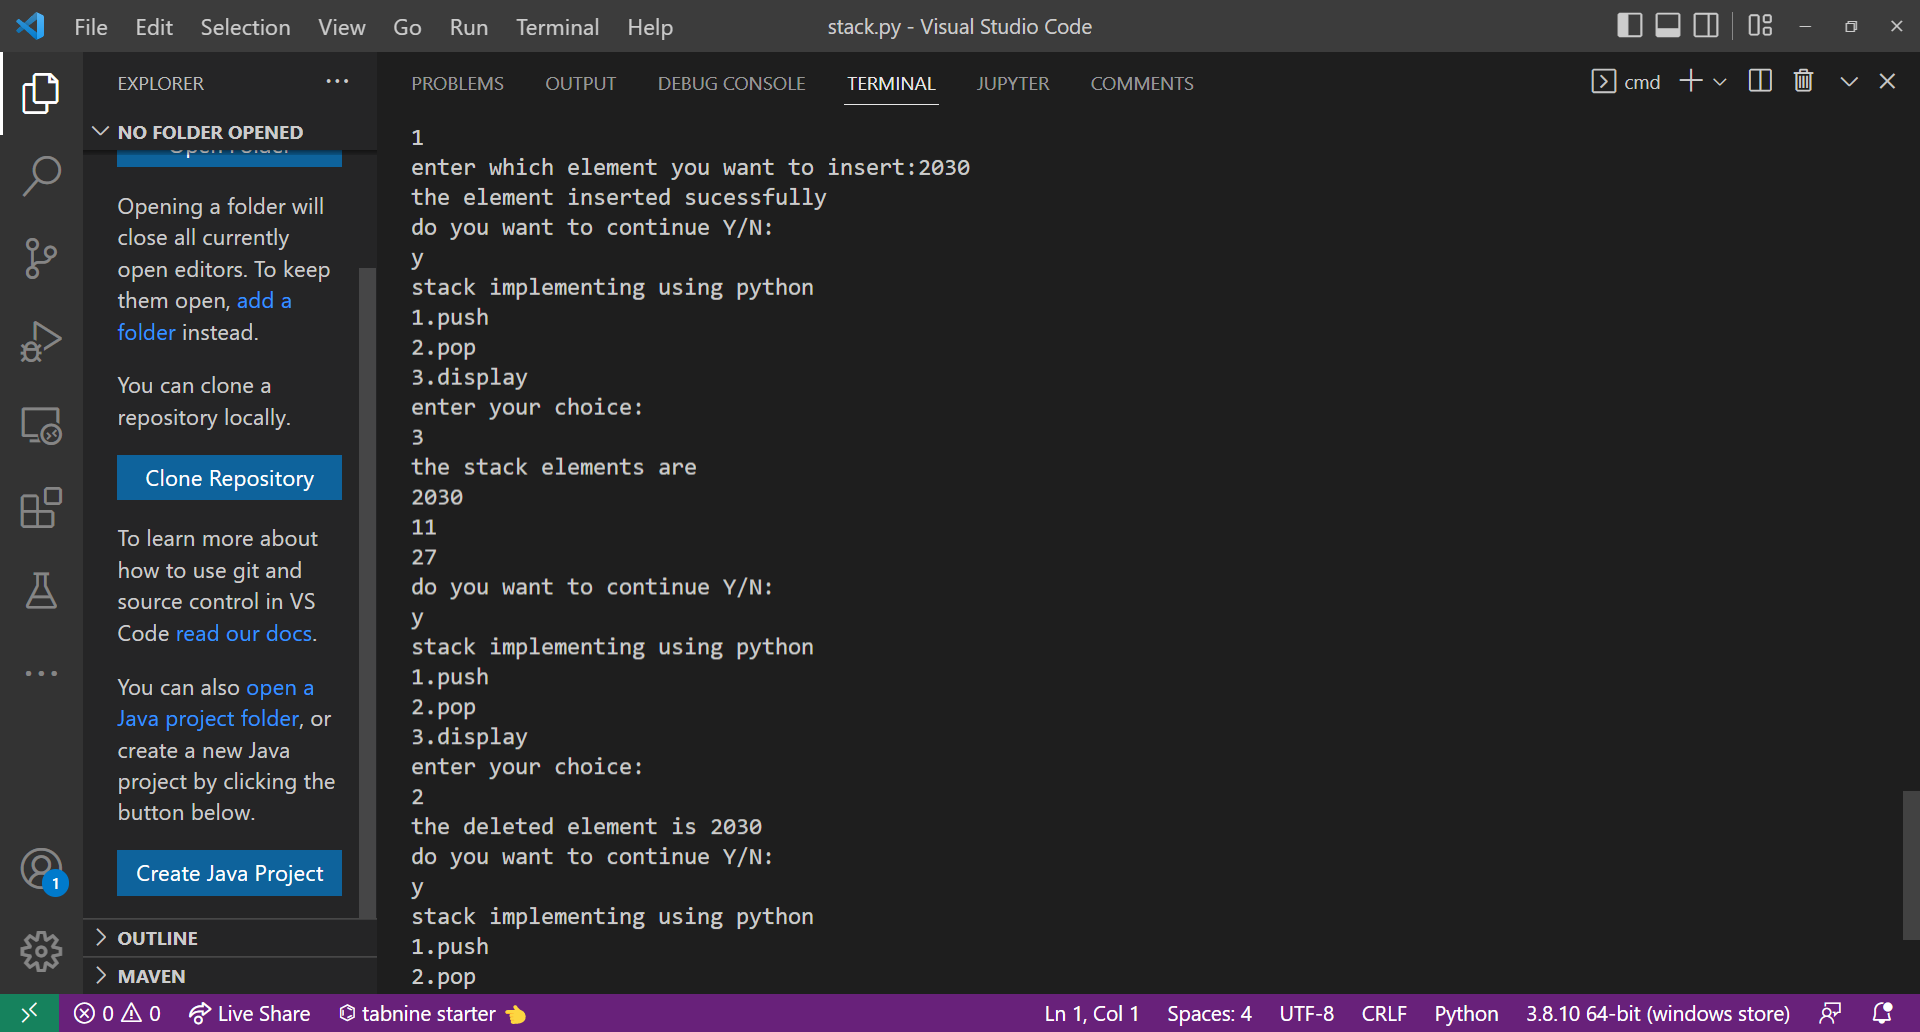 File Edit Selection View Go Run Terminal Help
stack.py - Visual Studio Code
EXPLORER
NO FOLDER OPENED
Open Folder
Opening a folder will
close all currently
open editors. To keep
them open, add a
folder instead.
You can clone a
repository locally.
Clone Repository
To learn more about
how to use git and
source control in VS
Code read our docs.
You can also open a
Java project folder, or
create a new Java
project by clicking the
button below.
Create Java Project
OUTLINE
MAVEN
1
PROBLEMS OUTPUT DEBUG CONSOLE TERMINAL JUPYTER COMMENTS
cmd
1
enter which element you want to insert:2030
the element inserted sucessfully
do you want to continue Y/N:
y
stack implementing using python
1.push
2.pop
3.display
enter your choice:
3
the stack elements are
2030
11
27
do you want to continue Y/N:
y
stack implementing using python
1.push
2.pop
3.display
enter your choice:
2
the deleted element is 2030
do you want to continue Y/N:
y
stack implementing using python
1.push
2.pop
0 0 Live Share tabnine starter Ln 1, Col 1 Spaces: 4 UTF-8 CRLF Python 3.8.10 64-bit (windows store)